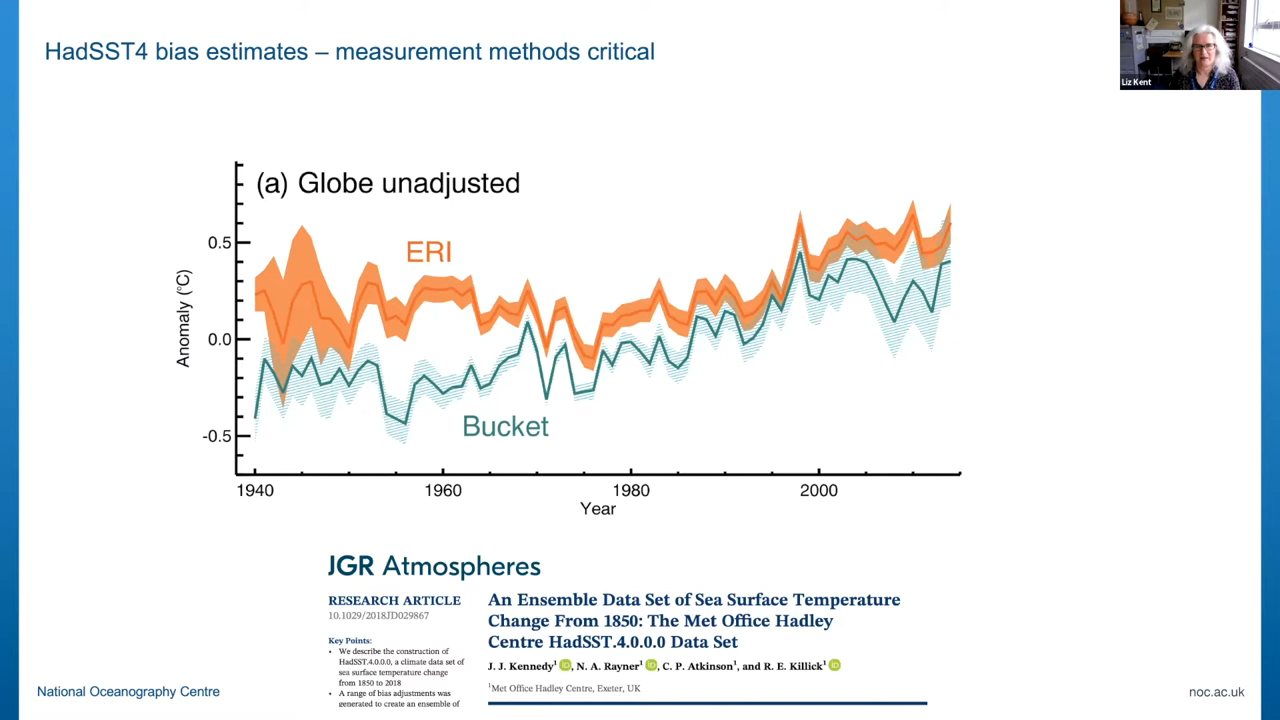 HadSST4 bias estimates – measurement methods critical
Liz Kent
(a) Globe unadjusted
ERI
Bucket
Anomaly (°C)
0.5
0.0
-0.5
1940
1960
1980
2000
Year
JGR Atmospheres
RESEARCH ARTICLE
10.1029/2018JD029867
Key Points:
• We describe the construction of
HadSST.4.0.0.0, a climate data set of
sea surface temperature change
from 1850 to 2018
• A range of bias adjustments was
generated to create an ensemble of
An Ensemble Data Set of Sea Surface Temperature
Change From 1850: The Met Office Hadley
Centre HadSST.4.0.0.0 Data Set
J. J. Kennedy¹ iD, N. A. Rayner¹ iD, C. P. Atkinson¹, and R. E. Killick¹ iD
¹Met Office Hadley Centre, Exeter, UK
National Oceanography Centre
noc.ac.uk